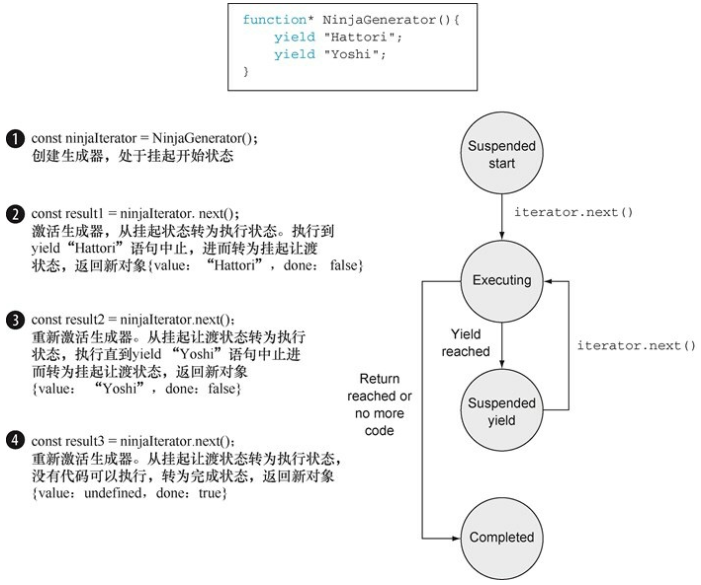 function* NinjaGenerator(){
yield "Hattori";
yield "Yoshi";
}
1 const ninjaIterator = NinjaGenerator();
创建生成器，处于挂起开始状态
2 const result1 = ninjaIterator. next();
激活生成器，从挂起状态转为执行状态。执行到
yield“Hattori”语句中止，进而转为挂起让渡
状态，返回新对象{value： “Hattori”，done： false}
3 const result2 = ninjaIterator.next();
重新激活生成器。从挂起让渡状态转为执行
状态，执行直到yield “Yoshi”语句中止进
而转为挂起让渡状态，返回新对象
{value： “Yoshi”，done：false}
4 const result3 = ninjaIterator.next();
重新激活生成器。从挂起让渡状态转为执行状态，
没有代码可以执行，转为完成状态，返回新对象
{value：undefined，done：true}
Suspended
start
iterator.next()
Executing
Yield
reached
iterator.next()
Return
reached or
no more
code
Suspended
yield
Completed